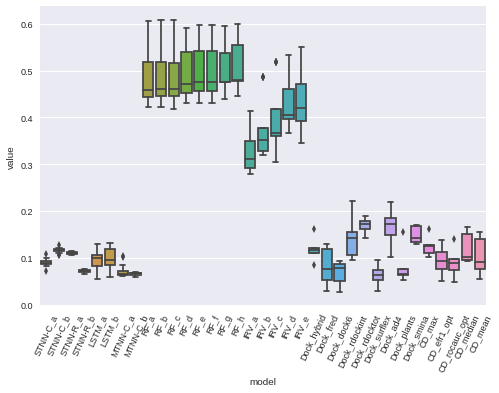 value
0.6
0.5
0.4
0.3
0.2
0.1
0.0
STNN-C_a
STNN-C_b
STNN-R_a
STNN-R_b
LSTM_a
LSTM_b
MTNN-C_a
MTNN-C_b
RF_a
RF_b
RF_c
RF_d
RF_e
RF_f
RF_g
RF_h
IRV_a
IRV_b
IRV_c
IRV_d
IRV_e
Dock_hybrid
Dock_fred
Dock_dock6
Dock_rdockint
Dock_rdocktot
Dock_surflex
Dock_ad4
Dock_plants
Dock_smina
CD_max
CD_efr1_opt
CD_rocauc_opt
CD_median
CD_mean
model